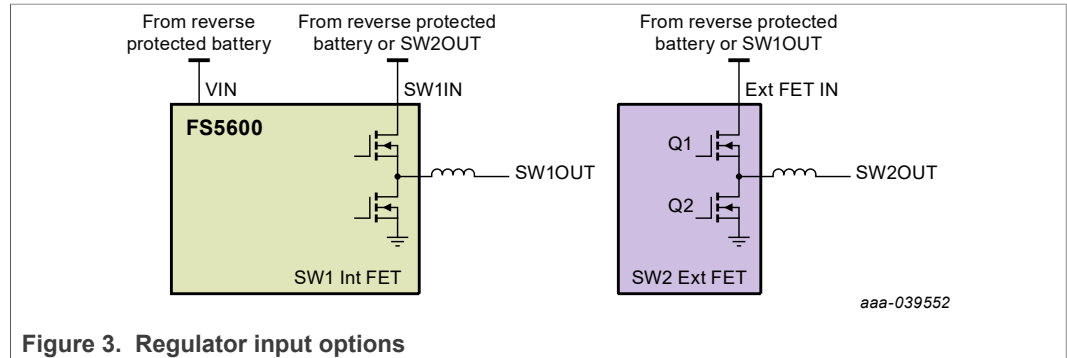 From reverse
protected battery
From reverse protected
battery or SW2OUT
From reverse protected
battery or SW1OUT
VIN
SW1IN
Ext FET IN
FS5600
Q1
SW1OUT
SW2OUT
Q2
SW1 Int FET
SW2 Ext FET
aaa-039552
Figure 3. Regulator input options